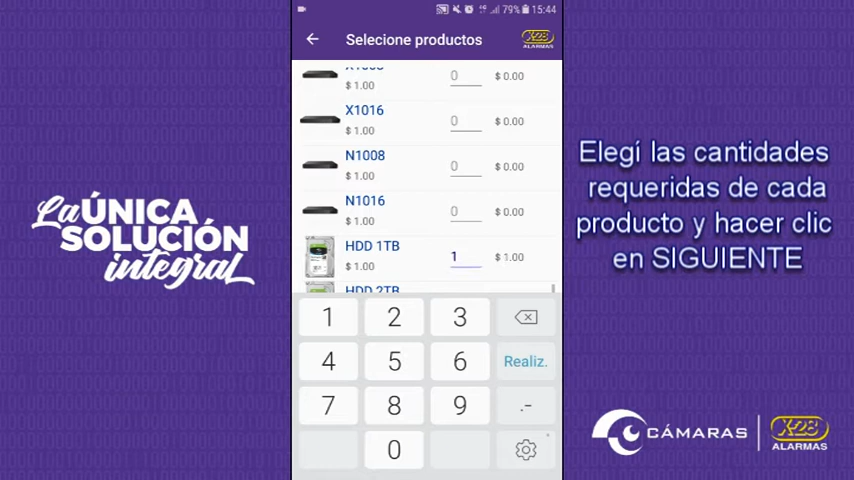 79% 15:44
Selecione productos
X-28
ALARMAS
$ 1.00 0 $ 0.00
X1016
$ 1.00 0 $ 0.00
N1008
$ 1.00 0 $ 0.00
N1016
$ 1.00 0 $ 0.00
HDD 1TB
$ 1.00 1 $ 1.00
HDD 2TB
1 2 3
4 5 6 Realiz.
7 8 9 .-
0
La ÚNICA
SOLUCIÓN
integral
Elegí las cantidades
requeridas de cada
producto y hacer clic
en SIGUIENTE
CÁMARAS
X-28
ALARMAS